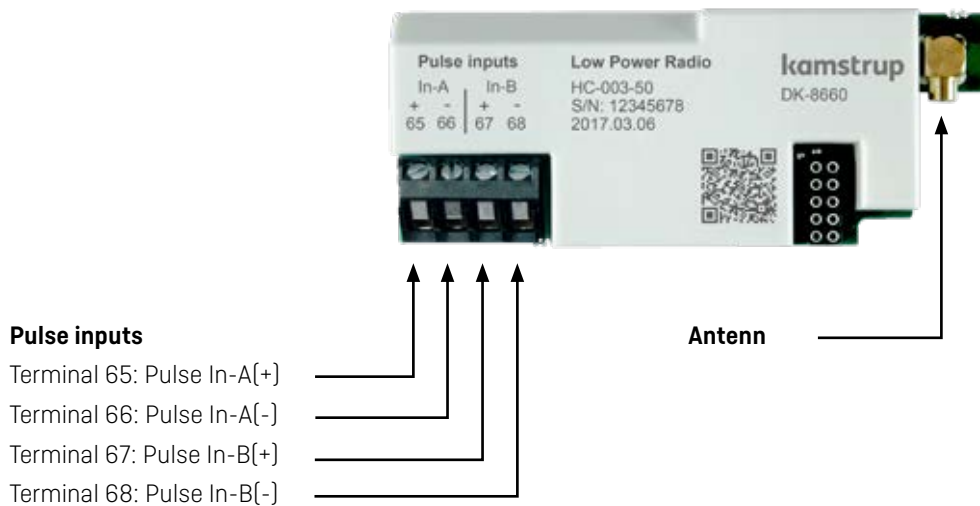 Pulse inputs
In-A In-B
+ - + -
65 66 67 68
Low Power Radio
HC-003-50
S/N: 12345678
2017.03.06
kamstrup
DK-8660
Pulse inputs
Terminal 65: Pulse In-A(+)
Terminal 66: Pulse In-A(-)
Terminal 67: Pulse In-B(+)
Terminal 68: Pulse In-B(-)
Antenn